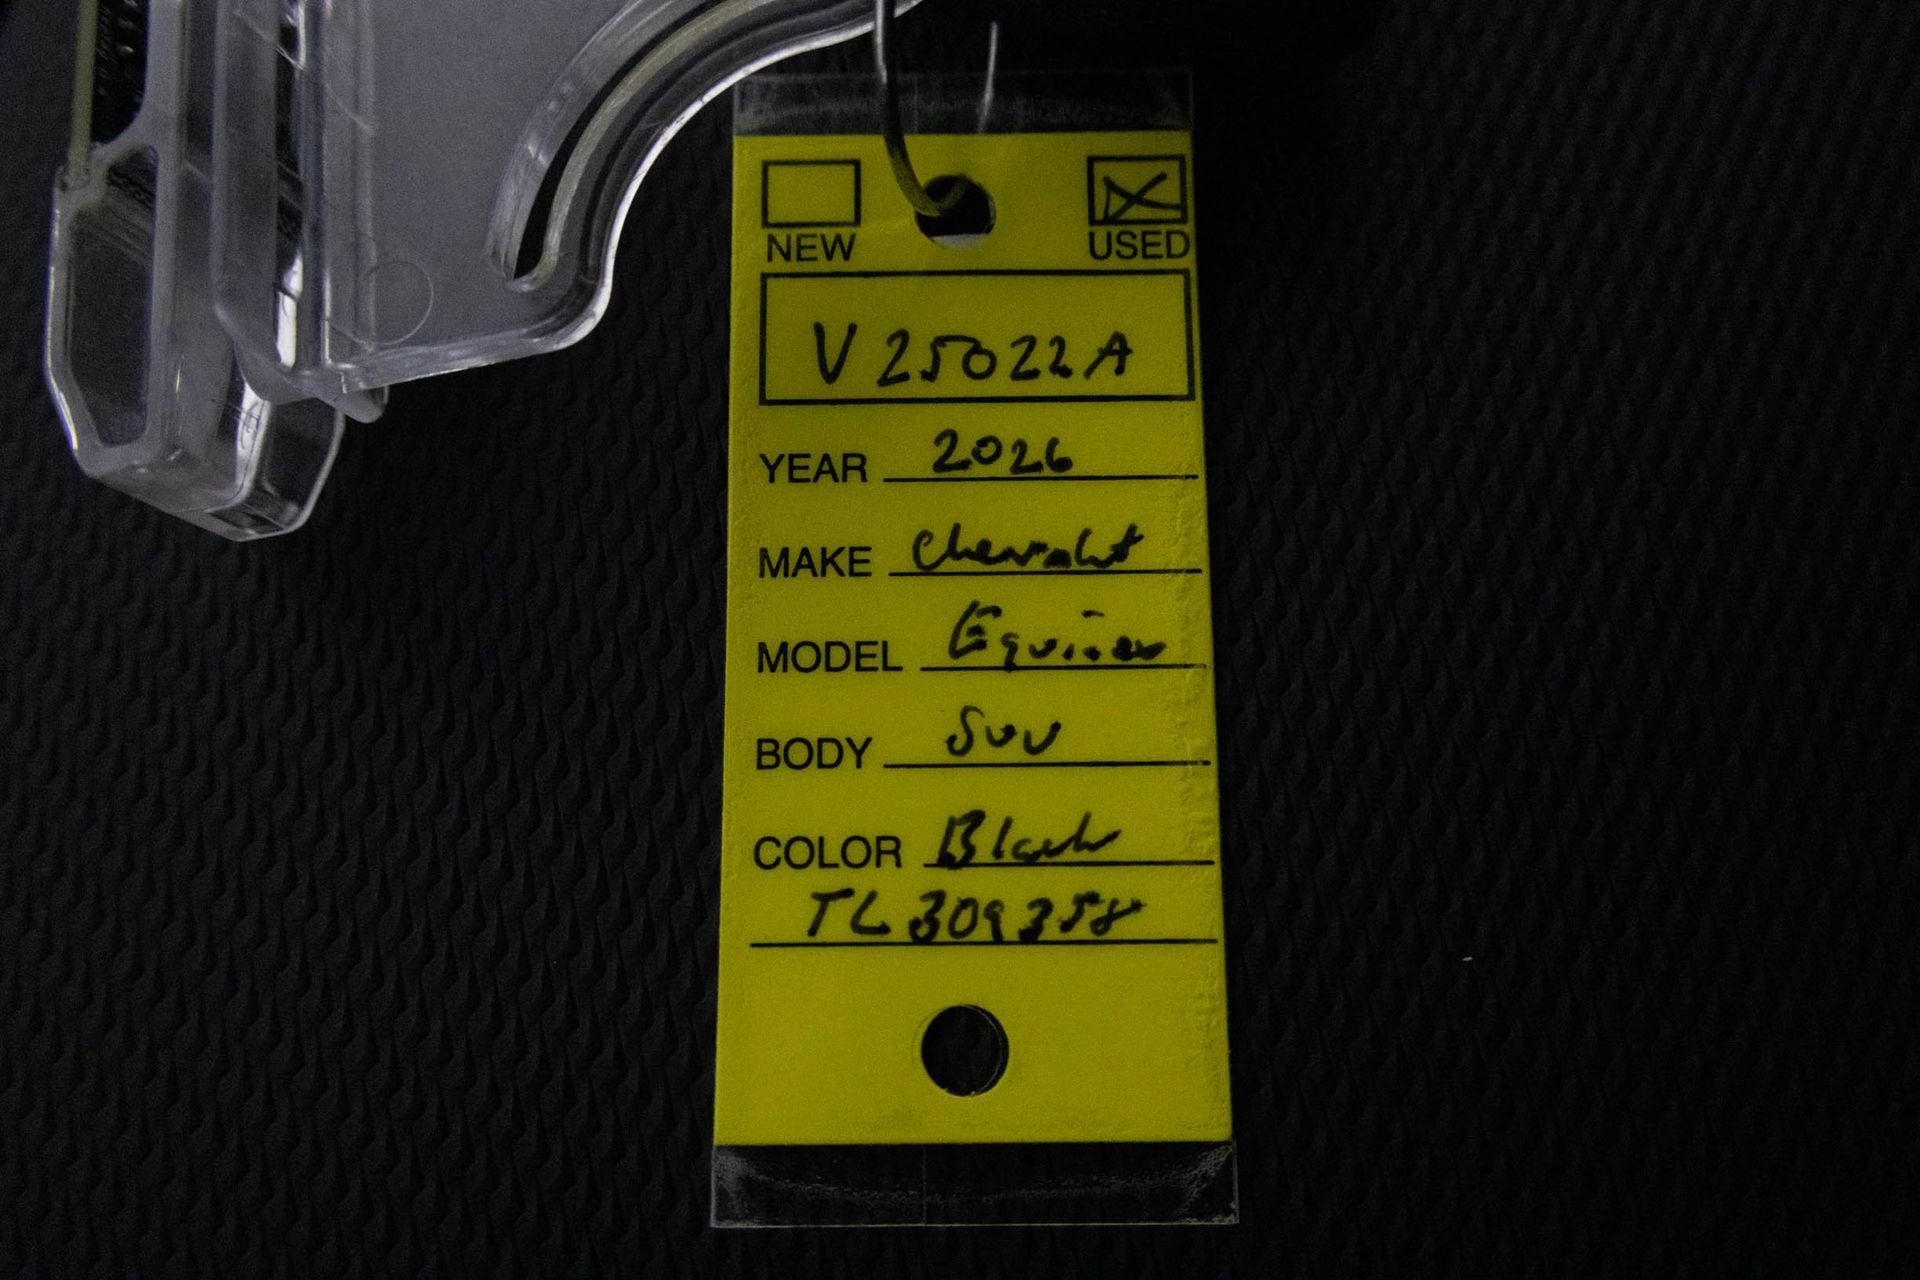 NEW USED
V25022A
YEAR 2026
MAKE Chevrolet
MODEL Equinox
BODY SUV
COLOR Black
TL309358